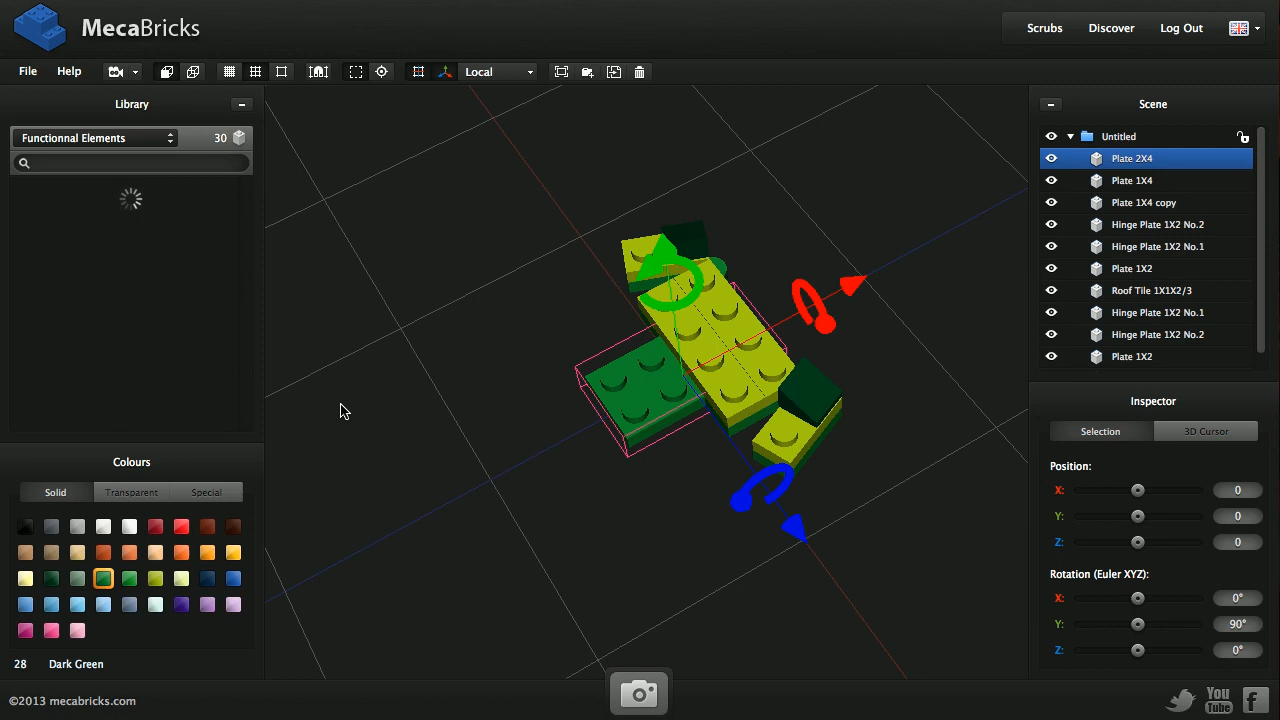 MecaBricks
Scrubs Discover Log Out
File Help Local
Library
Functionnal Elements 30
Colours
Solid Transparent Special
28 Dark Green
©2013 mecabricks.com
Scene
Untitled
Plate 2X4
Plate 1X4
Plate 1X4 copy
Hinge Plate 1X2 No.2
Hinge Plate 1X2 No.1
Plate 1X2
Roof Tile 1X1X2/3
Hinge Plate 1X2 No.1
Hinge Plate 1X2 No.2
Plate 1X2
Inspector
Selection 3D Cursor
Position:
X: 0
Y: 0
Z: 0
Rotation (Euler XYZ):
X: 0°
Y: 90°
Z: 0°
You
Tube